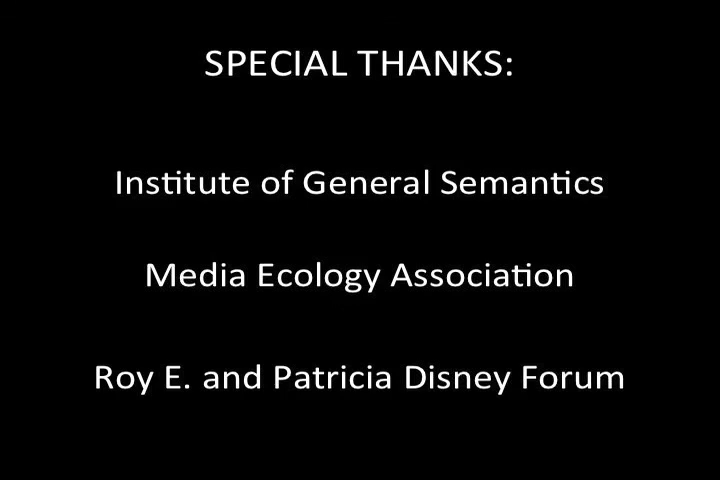 SPECIAL THANKS:
Institute of General Semantics
Media Ecology Association
Roy E. and Patricia Disney Forum